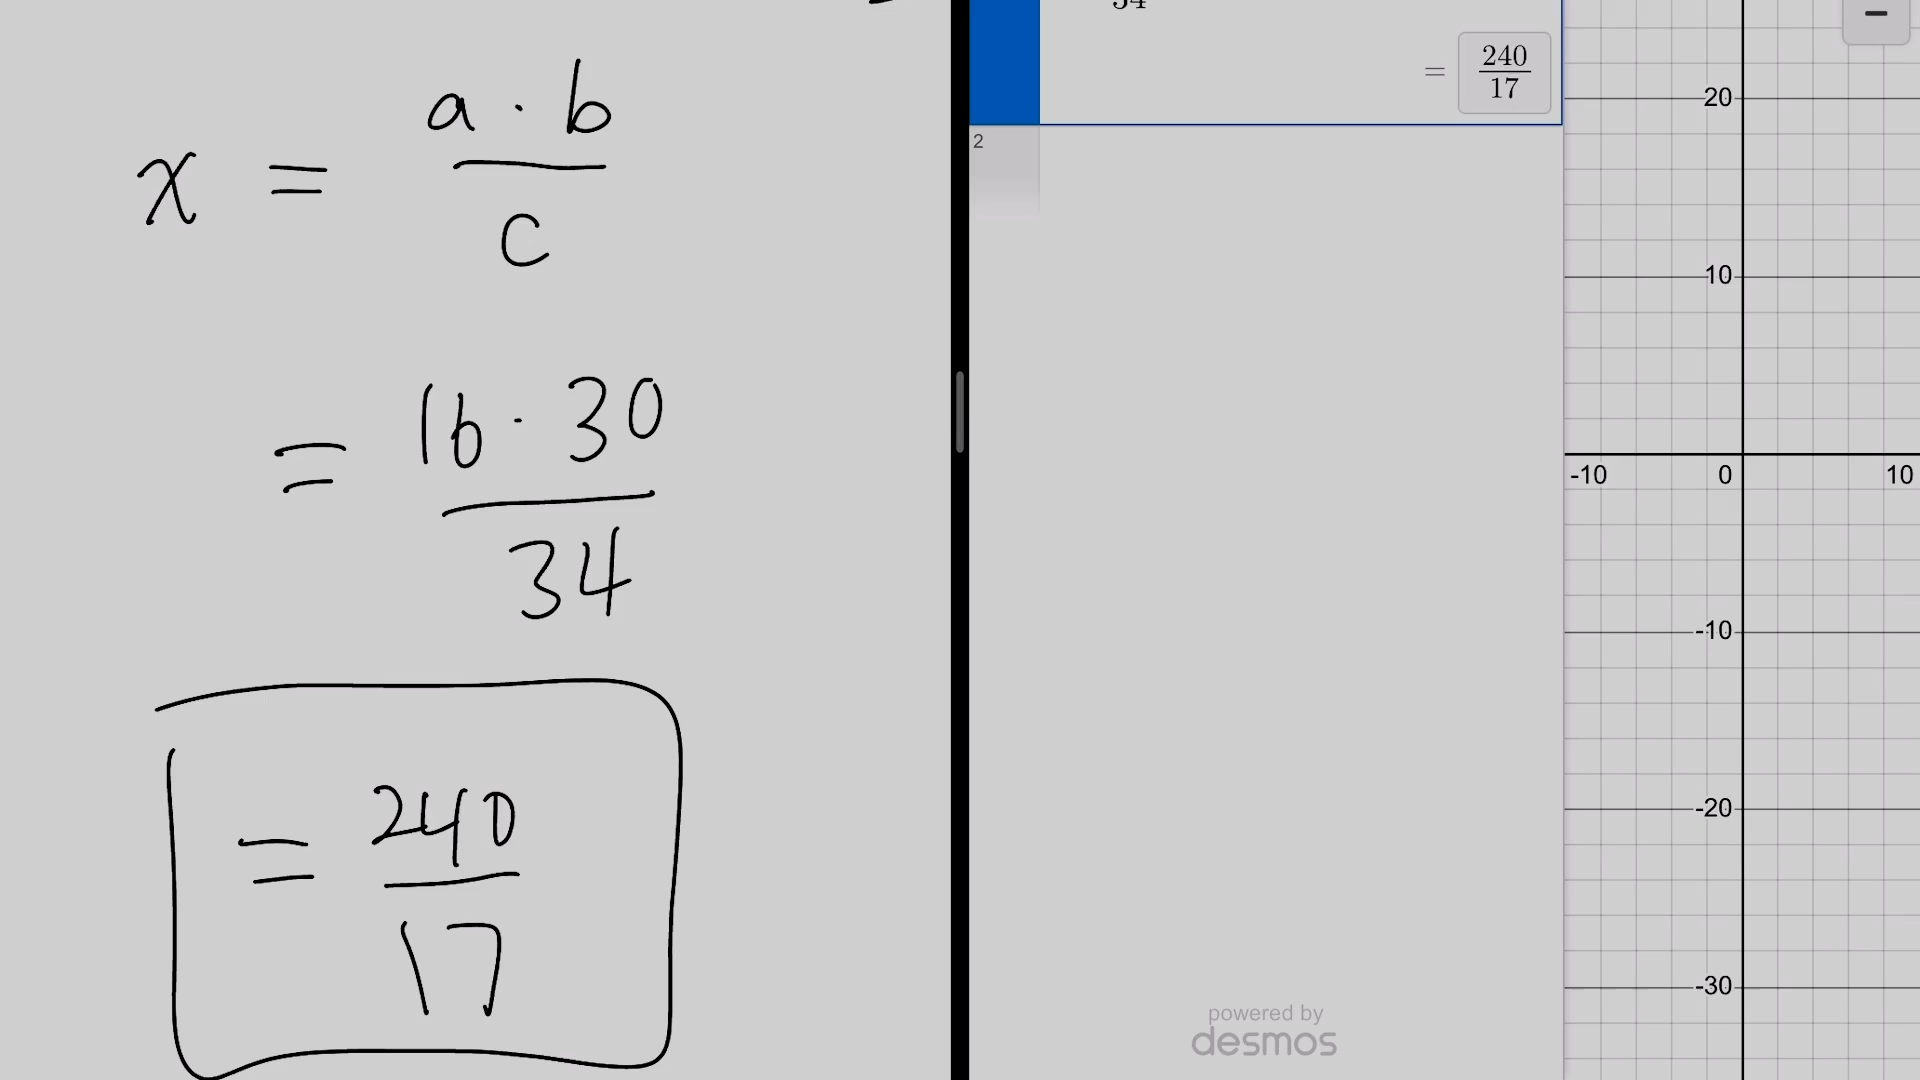 x = a · b / c
= 16 · 30 / 34
= 240 / 17
34
= 240 / 17
2
powered by
desmos
20
10
-10 0 10
-10
-20
-30